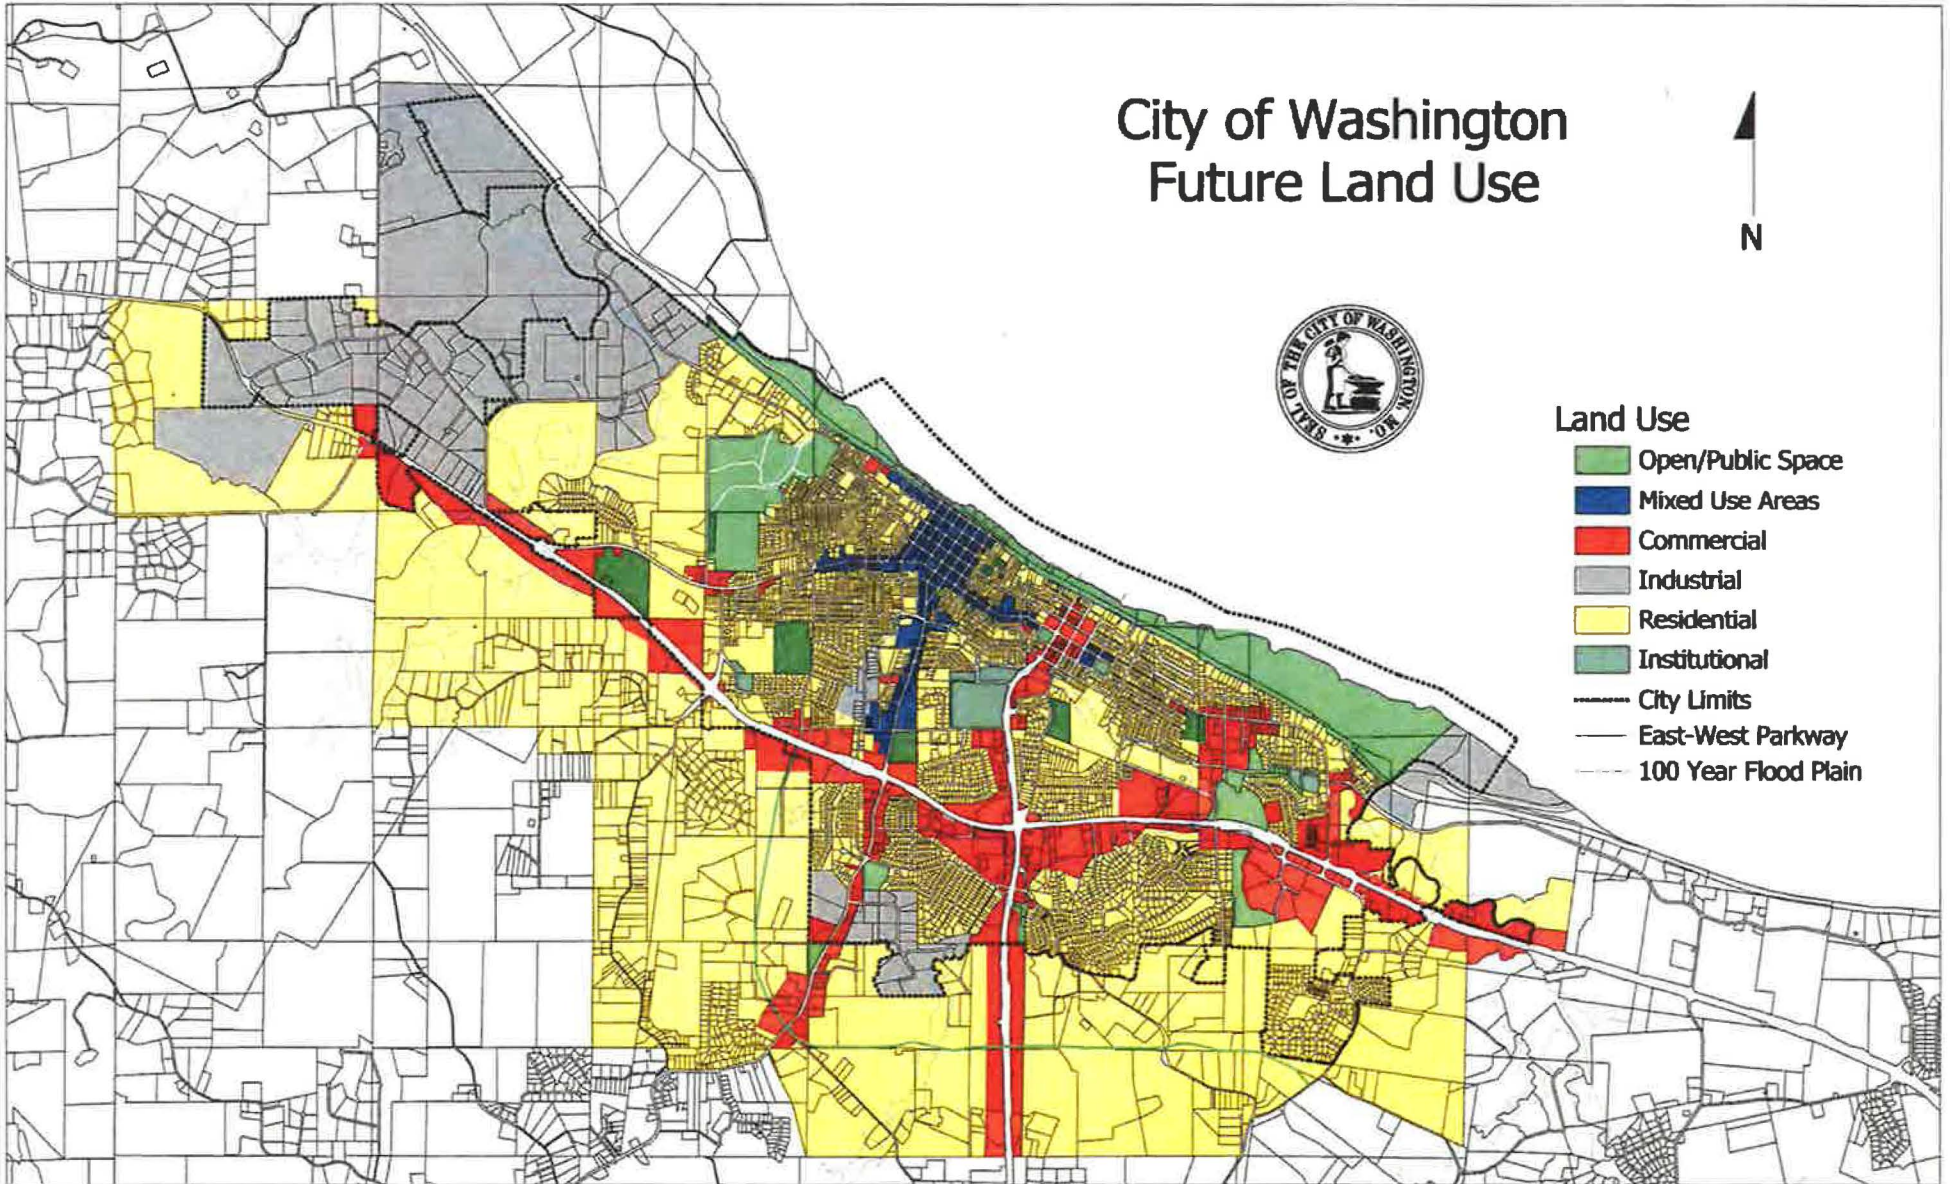 City of Washington
Future Land Use
N
SEAL OF THE CITY OF WASHINGTON, MO.
Land Use
Open/Public Space
Mixed Use Areas
Commercial
Industrial
Residential
Institutional
City Limits
East-West Parkway
100 Year Flood Plain